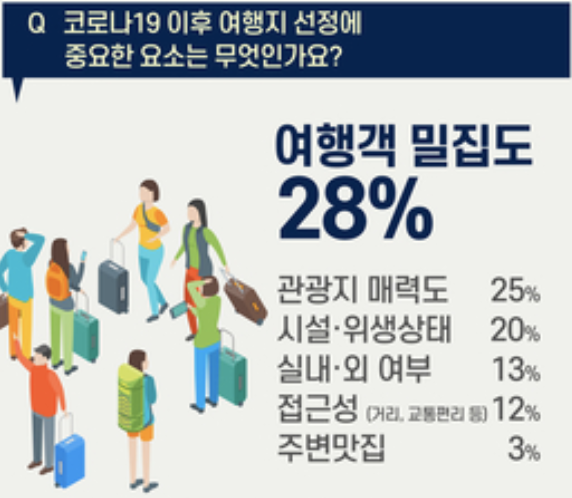 Q 코로나19 이후 여행지 선정에
중요한 요소는 무엇인가요?
여행객 밀집도
28%
관광지 매력도 25%
시설·위생상태 20%
실내·외 여부 13%
접근성 (거리, 교통편리 등) 12%
주변맛집 3%